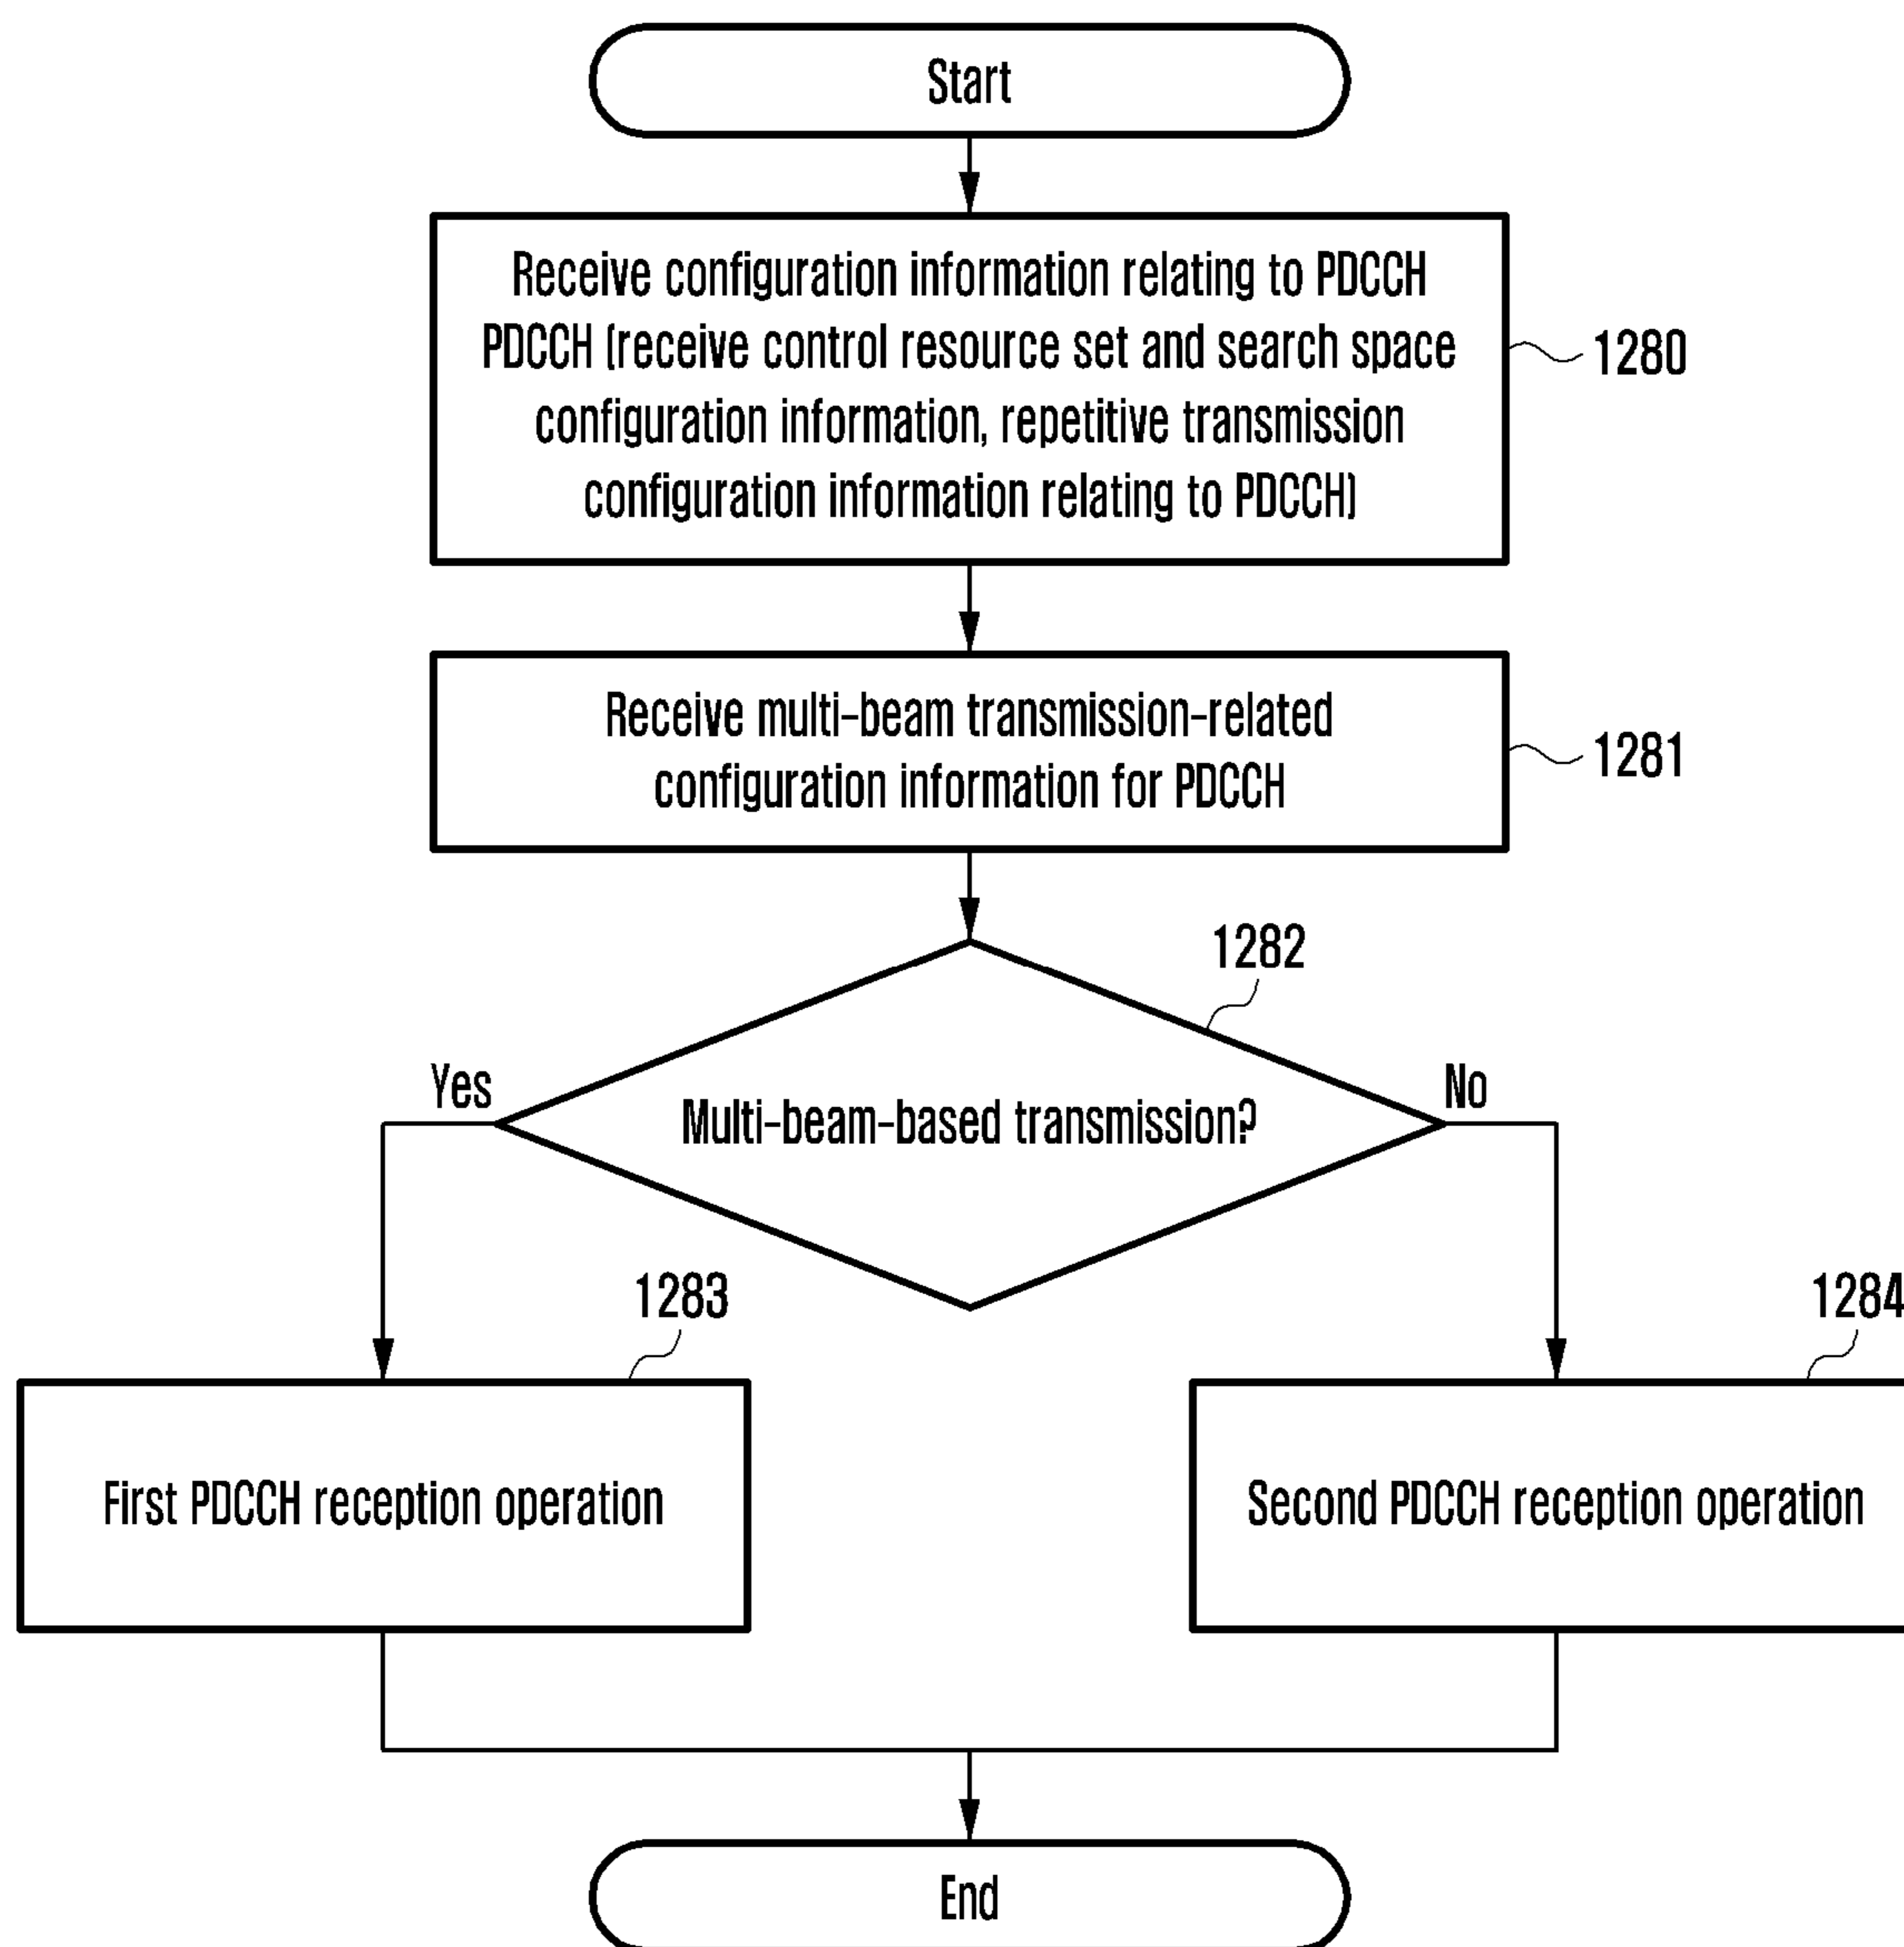 Start
Receive configuration information relating to PDCCH
PDCCH (receive control resource set and search space
configuration information, repetitive transmission
configuration information relating to PDCCH)
1280
Receive multi-beam transmission-related
configuration information for PDCCH
1281
1282
Yes
No
Multi-beam-based transmission?
1283
1284
First PDCCH reception operation
Second PDCCH reception operation
End